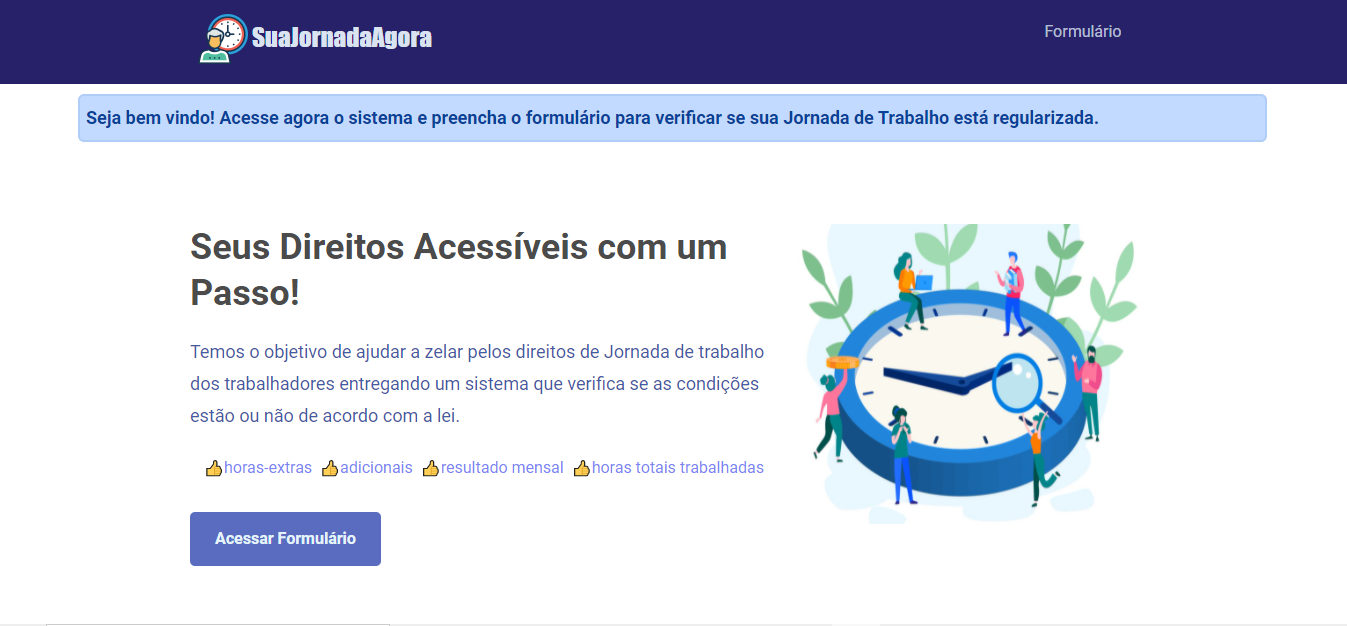 SuaJornadaAgora
Formulário
Seja bem vindo! Acesse agora o sistema e preencha o formulário para verificar se sua Jornada de Trabalho está regularizada.
Seus Direitos Acessíveis com um
Passo!
Temos o objetivo de ajudar a zelar pelos direitos de Jornada de trabalho
dos trabalhadores entregando um sistema que verifica se as condições
estão ou não de acordo com a lei.
horas-extras adicionais resultado mensal horas totais trabalhadas
Acessar Formulário